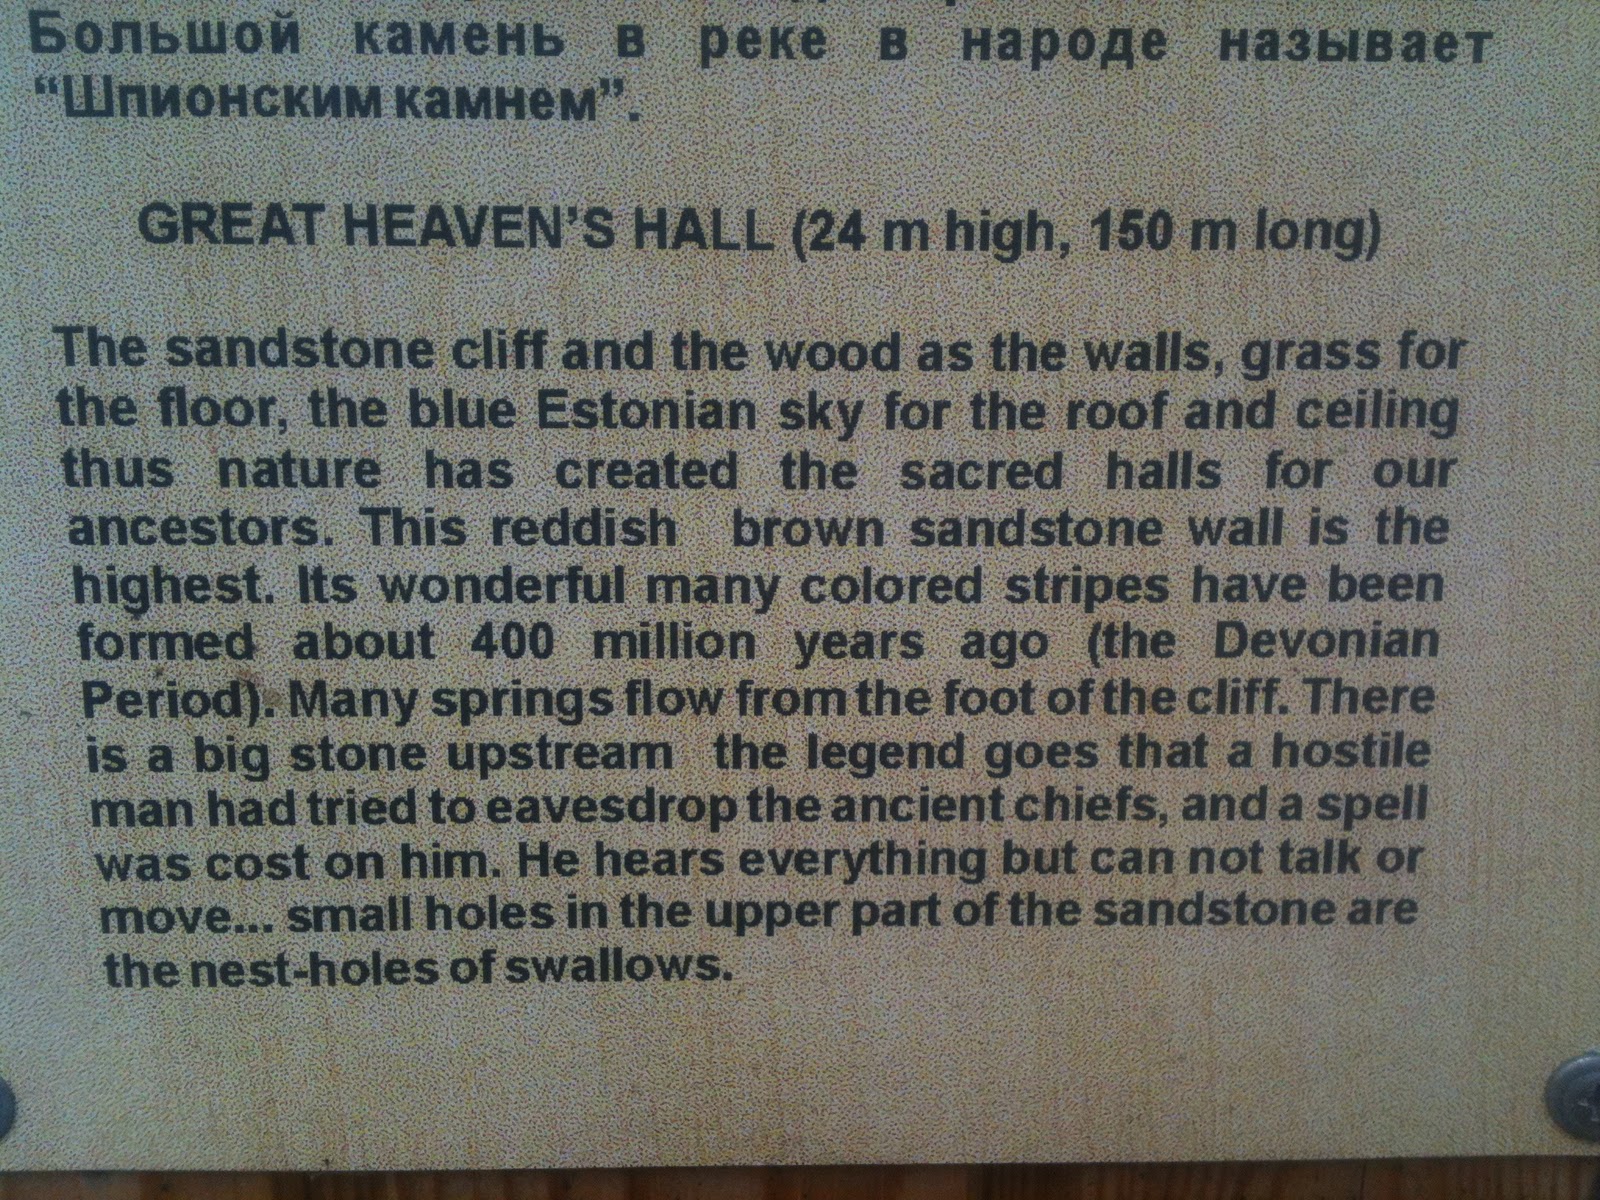 Большой камень в реке в народе называет
“Шпионским камнем”.
GREAT HEAVEN’S HALL (24 m high, 150 m long)
The sandstone cliff and the wood as the walls, grass for
the floor, the blue Estonian sky for the roof and ceiling
thus nature has created the sacred halls for our
ancestors. This reddish brown sandstone wall is the
highest. Its wonderful many colored stripes have been
formed about 400 million years ago (the Devonian
Period). Many springs flow from the foot of the cliff. There
is a big stone upstream the legend goes that a hostile
man had tried to eavesdrop the ancient chiefs, and a spell
was cost on him. He hears everything but can not talk or
move... small holes in the upper part of the sandstone are
the nest-holes of swallows.